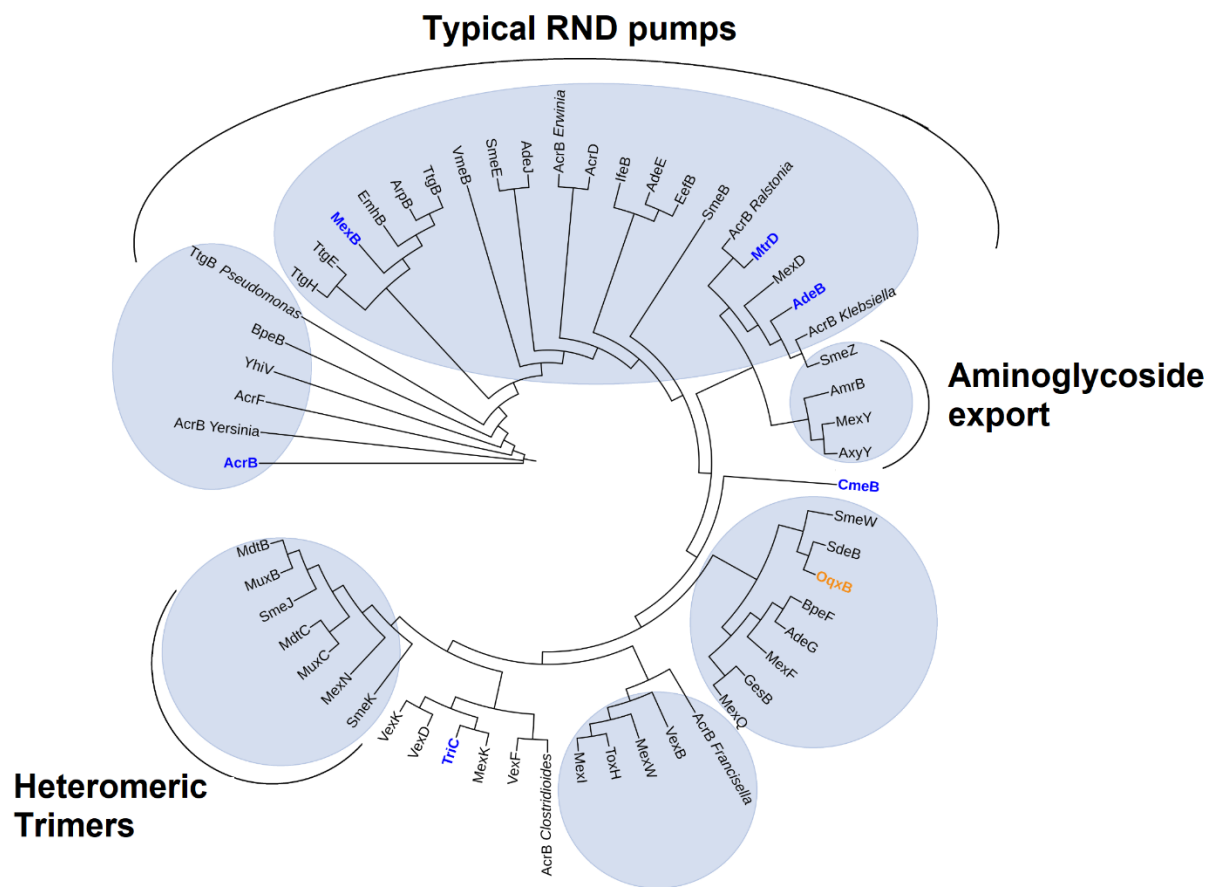 Typical RND pumps
TtgH
TtgE
MexB
EmhB
ArpB
TtgB
VmeB
SmeE
AdeJ
AcrB Erwinia
AcrD
IfeB
AdeE
EefB
SmeB
AcrB Ralstonia
MtrD
MexD
AdeB
AcrB Klebsiella
SmeZ
AmrB
MexY
AxyY
Aminoglycoside
export
TtgB Pseudomonas
BpeB
YhiV
AcrF
AcrB Yersinia
AcrB
CmeB
SmeW
SdeB
OqxB
BpeF
AdeG
MexF
GesB
MexQ
AcrB Francisella
VexB
MexW
ToxH
MexI
AcrB Clostridioides
VexF
MexK
TriC
VexD
VexK
SmeK
MexN
MuxC
MdtC
SmeJ
MuxB
MdtB
Heteromeric
Trimers